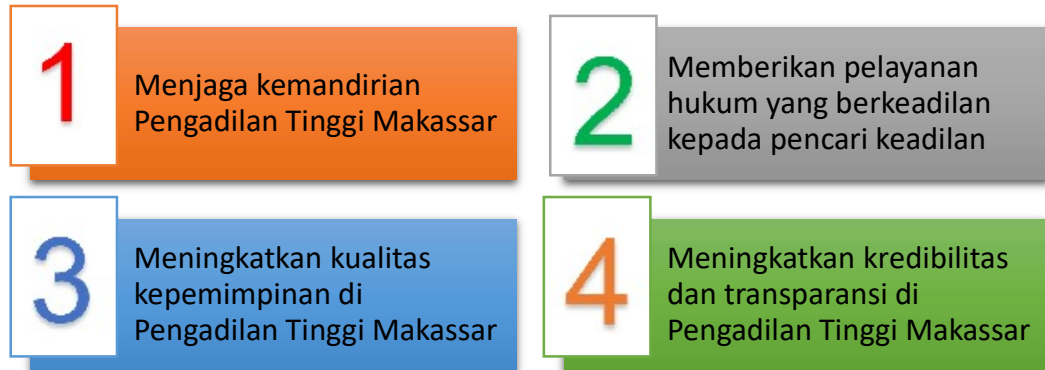 1
Menjaga kemandirian
Pengadilan Tinggi Makassar
2
Memberikan pelayanan
hukum yang berkeadilan
kepada pencari keadilan
3
Meningkatkan kualitas
kepemimpinan di
Pengadilan Tinggi Makassar
4
Meningkatkan kredibilitas
dan transparansi di
Pengadilan Tinggi Makassar